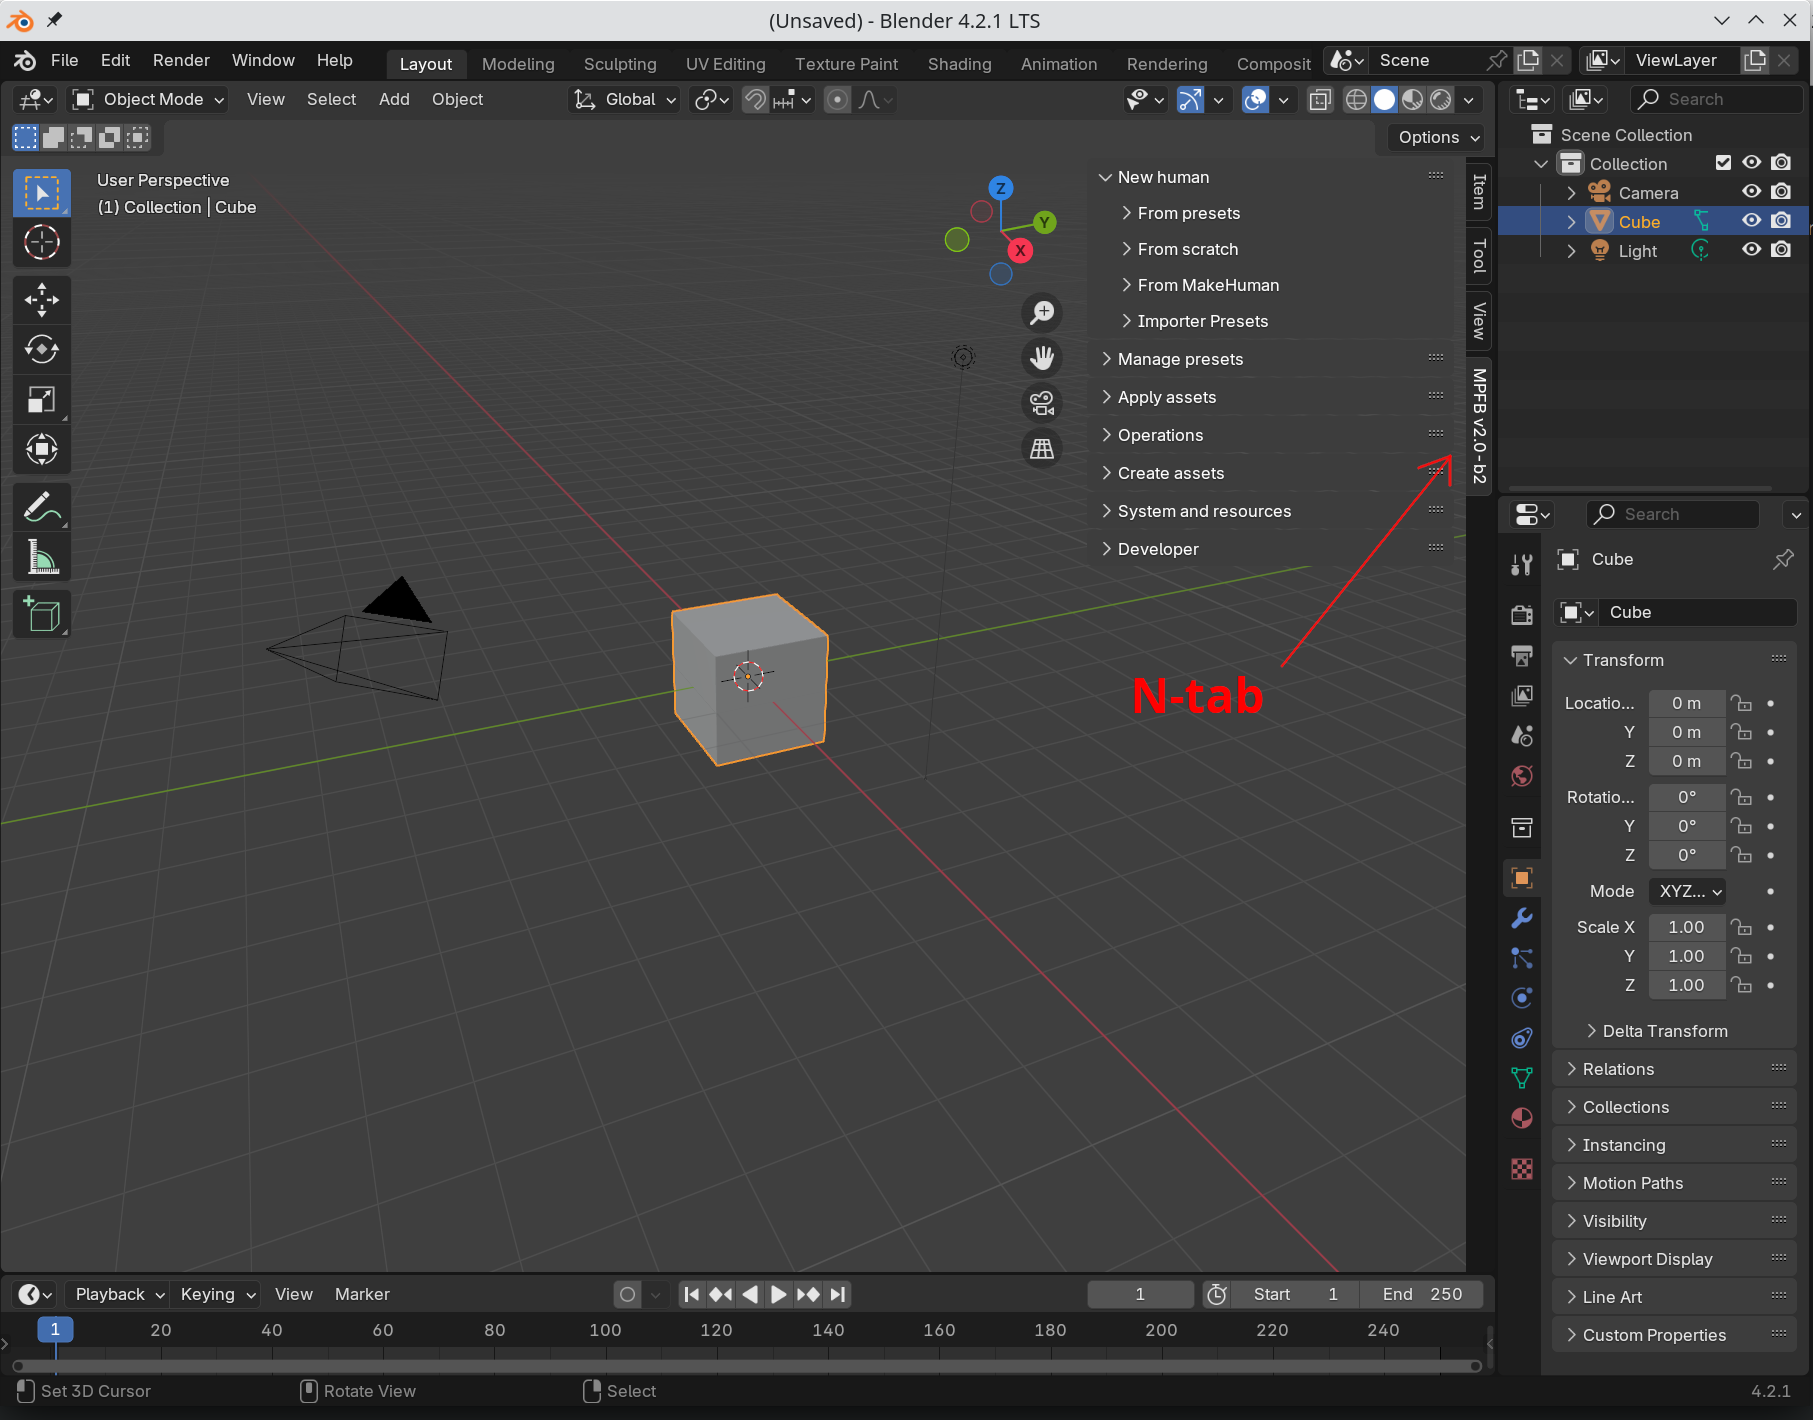 (Unsaved) - Blender 4.2.1 LTS
File Edit Render Window Help Layout Modeling Sculpting UV Editing Texture Paint Shading Animation Rendering Composit Scene ViewLayer
Object Mode View Select Add Object Global Search
Options
User Perspective
(1) Collection | Cube
Z
Y
X
New human
From presets
From scratch
From MakeHuman
Importer Presets
Manage presets
Apply assets
Operations
Create assets
System and resources
Developer
Item
Tool
View
MPFB v2.0-b2
N-tab
Scene Collection
Collection
Camera
Cube
Light
Search
Cube
Cube
Transform
Locatio... 0 m
Y 0 m
Z 0 m
Rotatio... 0°
Y 0°
Z 0°
Mode XYZ...
Scale X 1.00
Y 1.00
Z 1.00
Delta Transform
Relations
Collections
Instancing
Motion Paths
Visibility
Viewport Display
Line Art
Custom Properties
Playback Keying View Marker 1 Start 1 End 250
1 20 40 60 80 100 120 140 160 180 200 220 240
Set 3D Cursor Rotate View Select 4.2.1